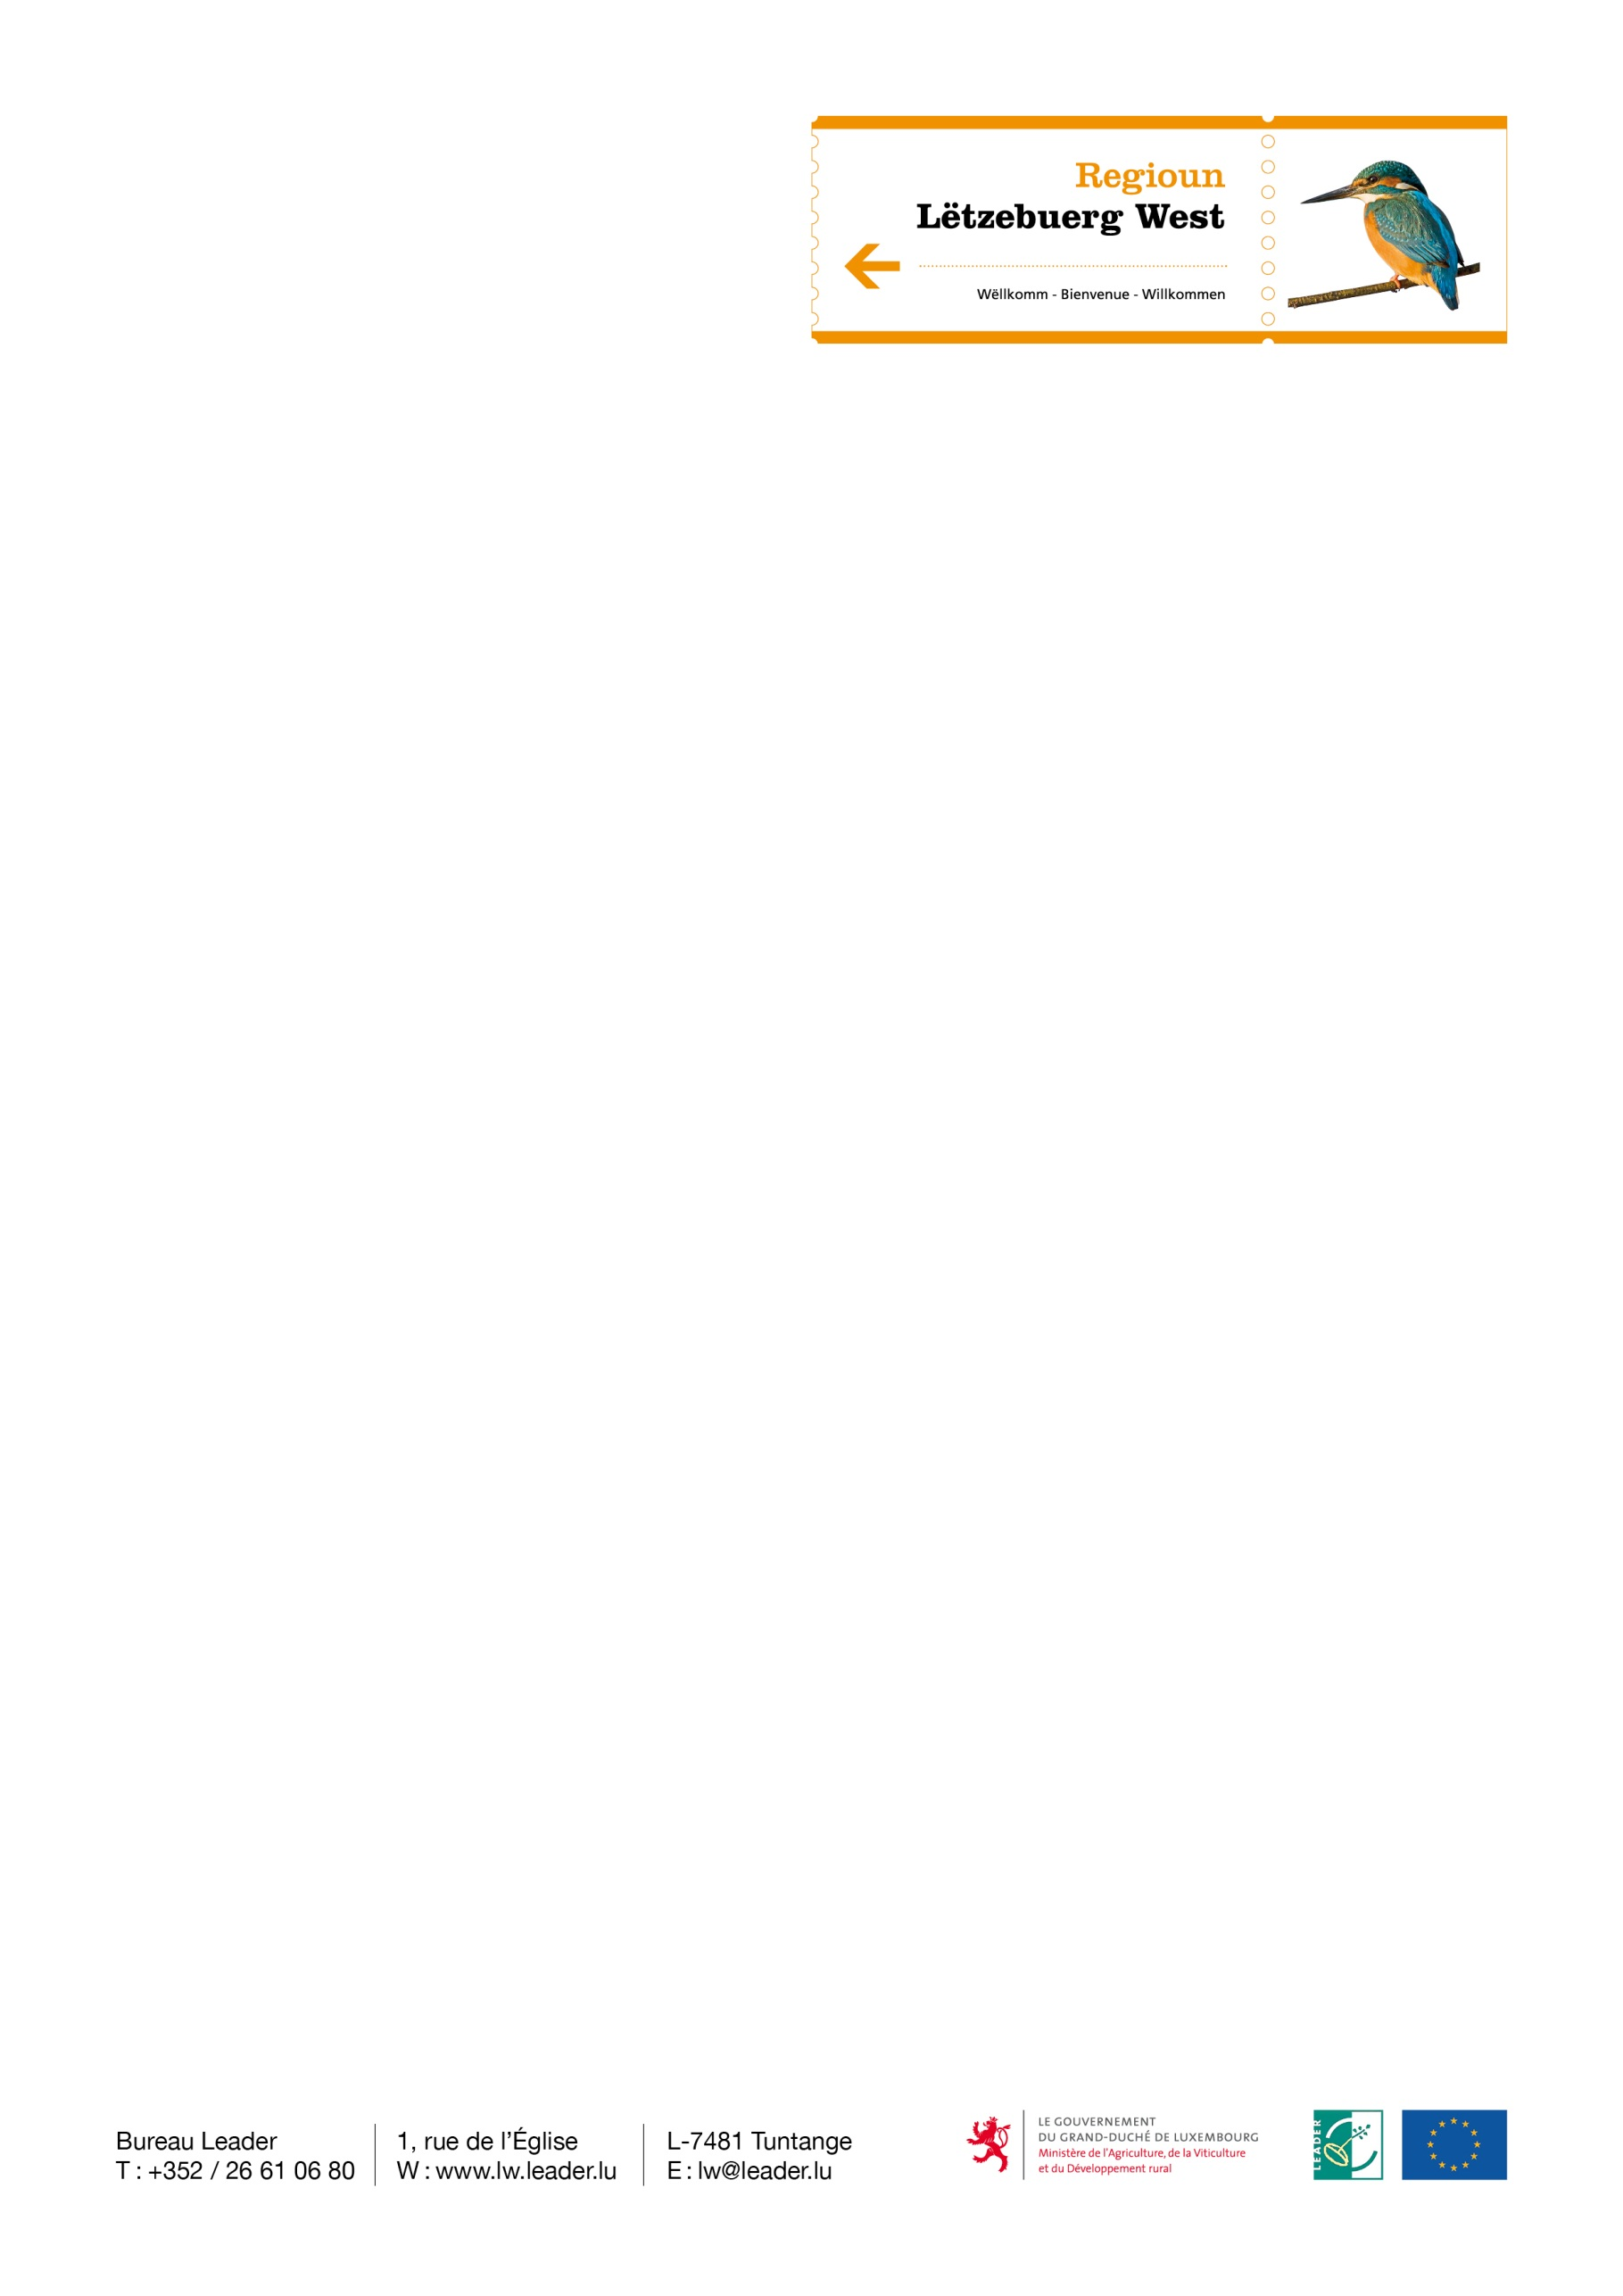 Regioun
Lëtzebuerg West
Wëllkomm - Bienvenue - Willkommen
Bureau Leader
T : +352 / 26 61 06 80
1, rue de l’Église
W : www.lw.leader.lu
L-7481 Tuntange
E : lw@leader.lu
LE GOUVERNEMENT
DU GRAND-DUCHÉ DE LUXEMBOURG
Ministère de l'Agriculture, de la Viticulture
et du Développement rural
LEADER